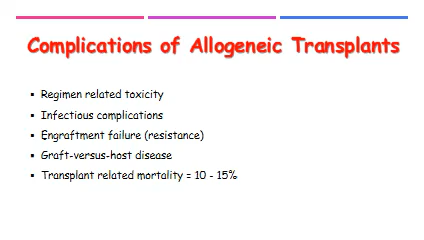 Complications of Allogeneic Transplants
▪ Regimen related toxicity
▪ Infectious complications
▪ Engraftment failure (resistance)
▪ Graft-versus-host disease
▪ Transplant related mortality = 10 - 15%